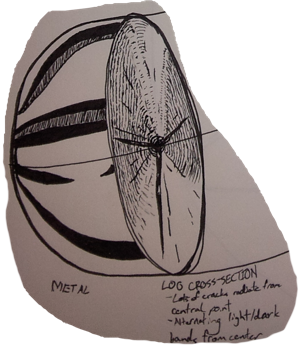 METAL
LOG CROSS-SECTION
-Lots of cracks radiate from
central point
-Alternating light/dark
bands from center